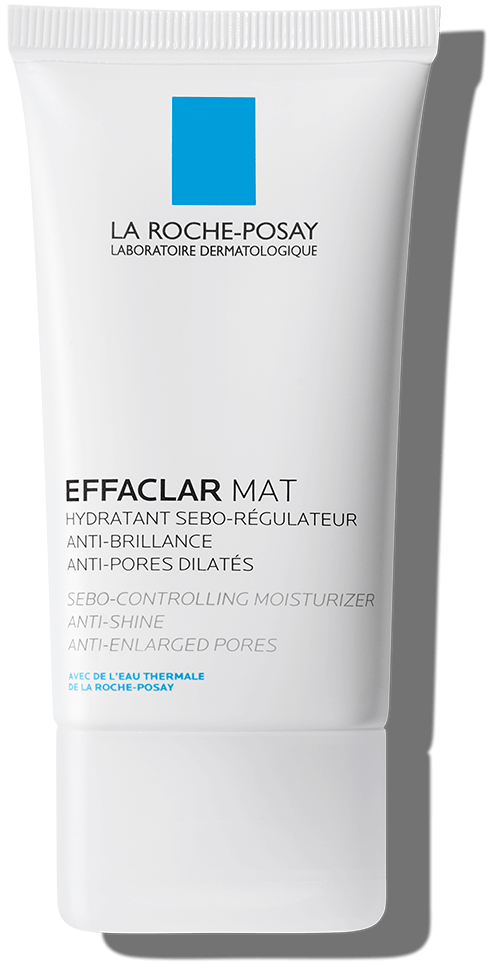 LA ROCHE-POSAY
LABORATOIRE DERMATOLOGIQUE
EFFACLAR MAT
HYDRATANT SEBO-RÉGULATEUR
ANTI-BRILLANCE
ANTI-PORES DILATÉS
SEBO-CONTROLLING MOISTURIZER
ANTI-SHINE
ANTI-ENLARGED PORES
AVEC DE L'EAU THERMALE
DE LA ROCHE-POSAY